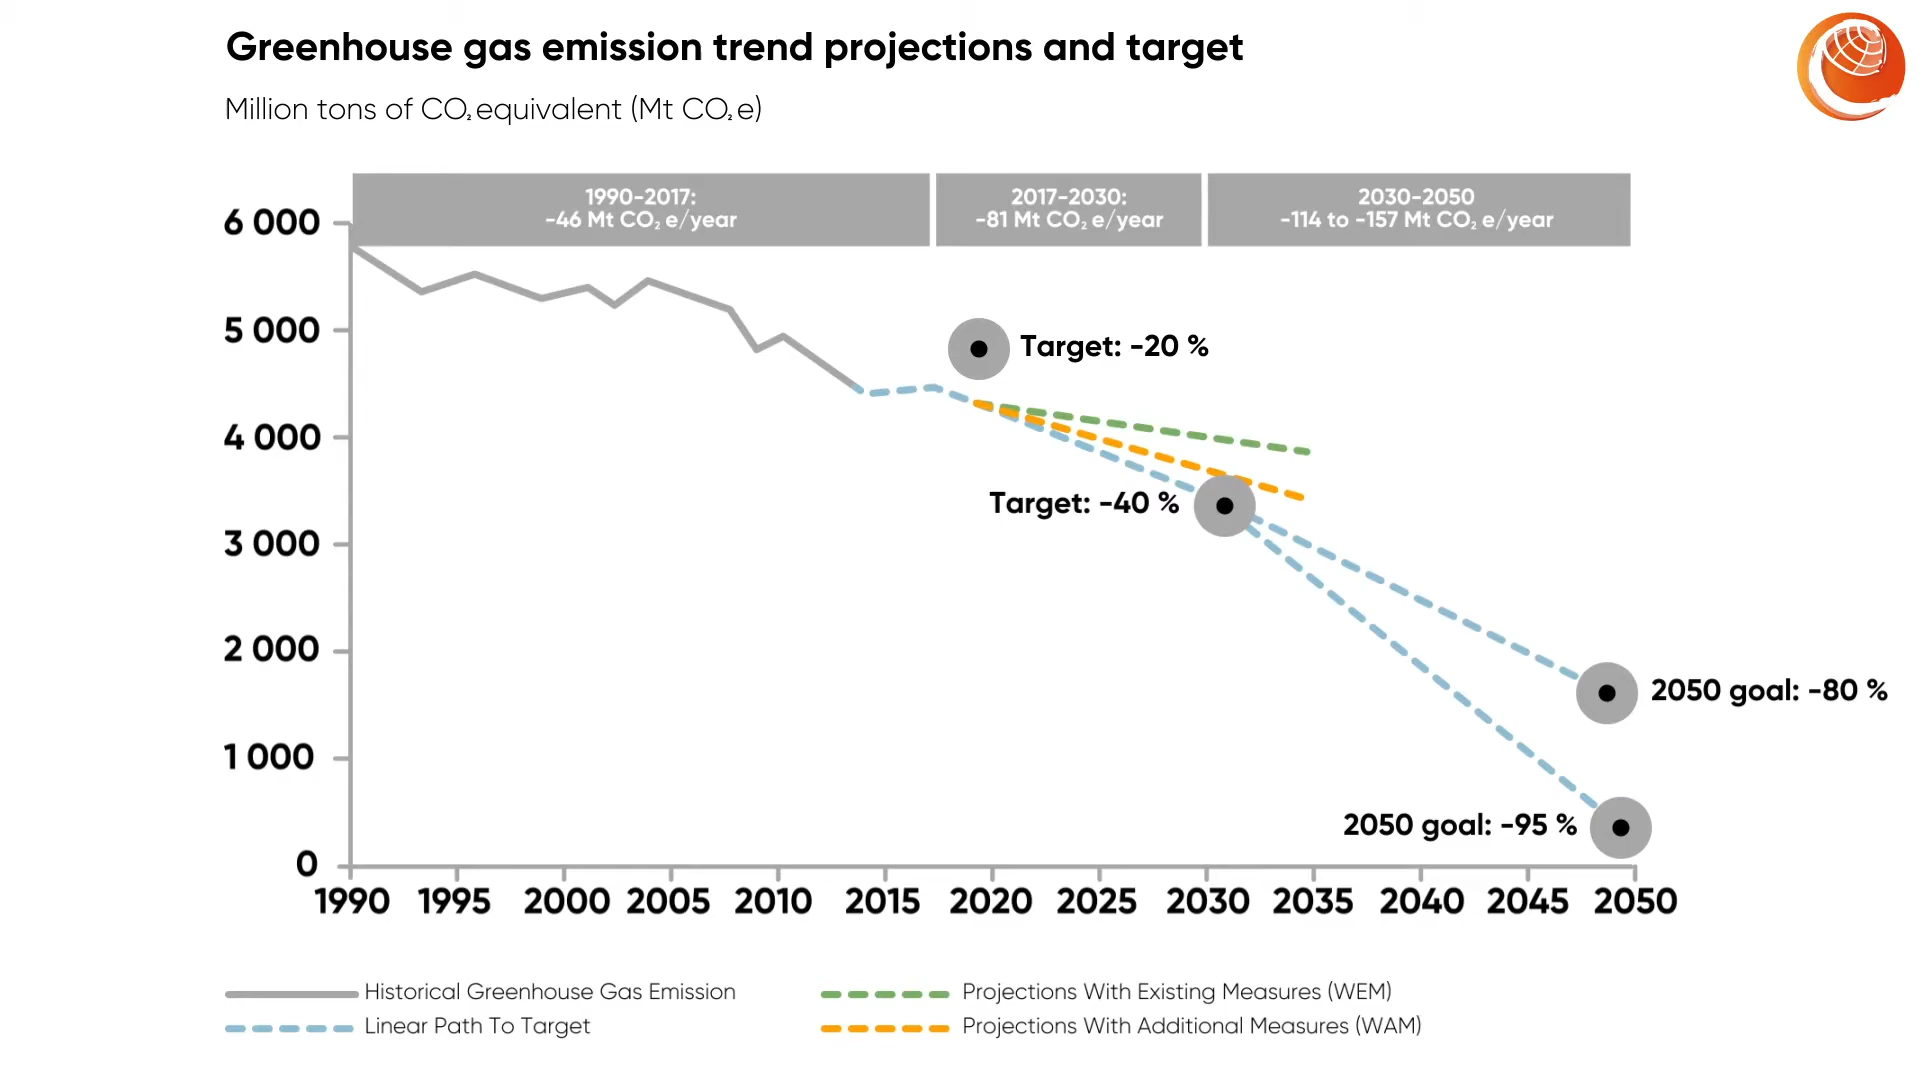 Greenhouse gas emission trend projections and target
Million tons of CO₂ equivalent (Mt CO₂ e)
1990-2017:
-46 Mt CO₂ e/year
2017-2030:
-81 Mt CO₂ e/year
2030-2050
-114 to -157 Mt CO₂ e/year
6 000
5 000
4 000
3 000
2 000
1 000
0
Target: -20 %
Target: -40 %
2050 goal: -80 %
2050 goal: -95 %
1990 1995 2000 2005 2010 2015 2020 2025 2030 2035 2040 2045 2050
Historical Greenhouse Gas Emission
Linear Path To Target
Projections With Existing Measures (WEM)
Projections With Additional Measures (WAM)